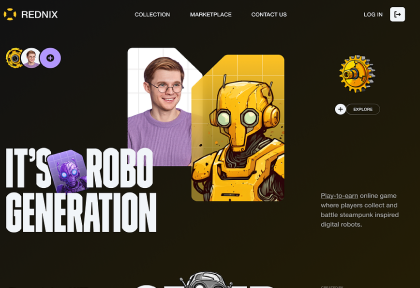 REDNIX
COLLECTION
MARKETPLACE
CONTACT US
LOG IN
EXPLORE
IT'S ROBO
GENERATION
Play-to-earn online game
where players collect and
battle steampunk inspired
digital robots.